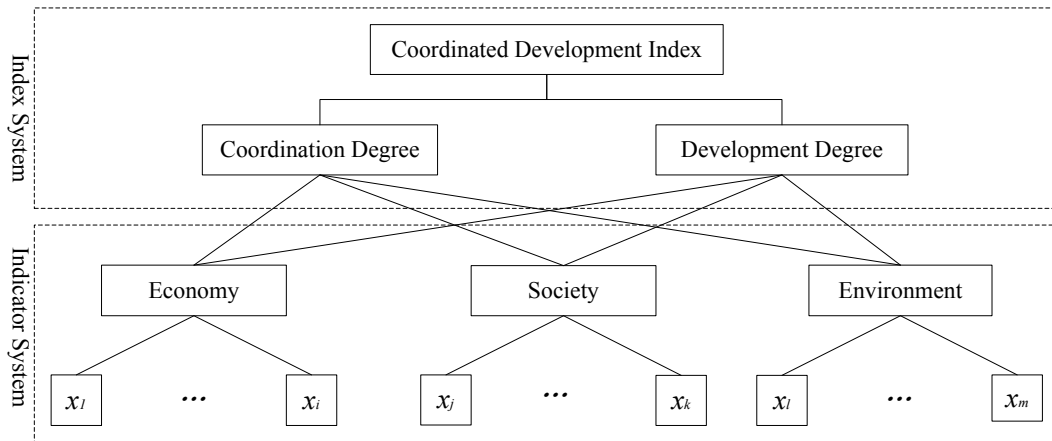 Index System
Coordinated Development Index
Coordination Degree
Development Degree
Indicator System
Economy
Society
Environment
x1 ... xi xj ... xk xl ... xm